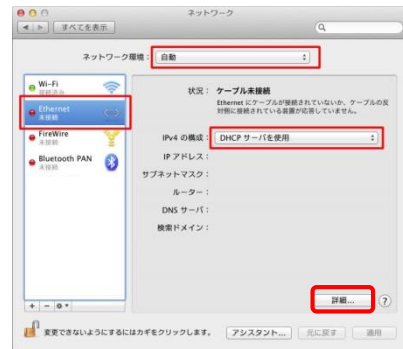 ネットワーク
すべてを表示
ネットワーク環境： 自動
Wi-Fi
接続済み
Ethernet
未接続
FireWire
未接続
Bluetooth PAN
未接続
状況： ケーブル未接続
Ethernet にケーブルが接続されていないか、ケーブルの反
対側に接続されている装置が応答していません。
IPv4 の構成： DHCP サーバを使用
IP アドレス：
サブネットマスク：
ルーター：
DNS サーバ：
検索ドメイン：
詳細...
?
+ −
変更できないようにするにはカギをクリックします。
アシスタント...
元に戻す
適用